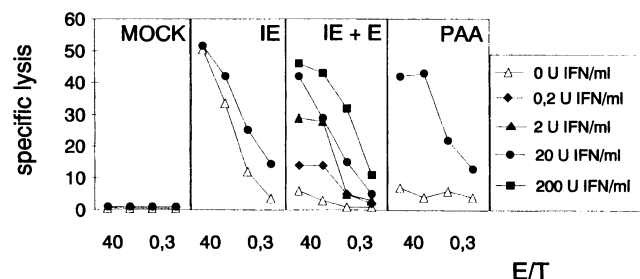 MOCK IE IE + E PAA
60
50
40
30
20
10
0
specific lysis
40 0,3 40 0,3 40 0,3 40 0,3
E/T
0 U IFN/ml
0,2 U IFN/ml
2 U IFN/ml
20 U IFN/ml
200 U IFN/ml